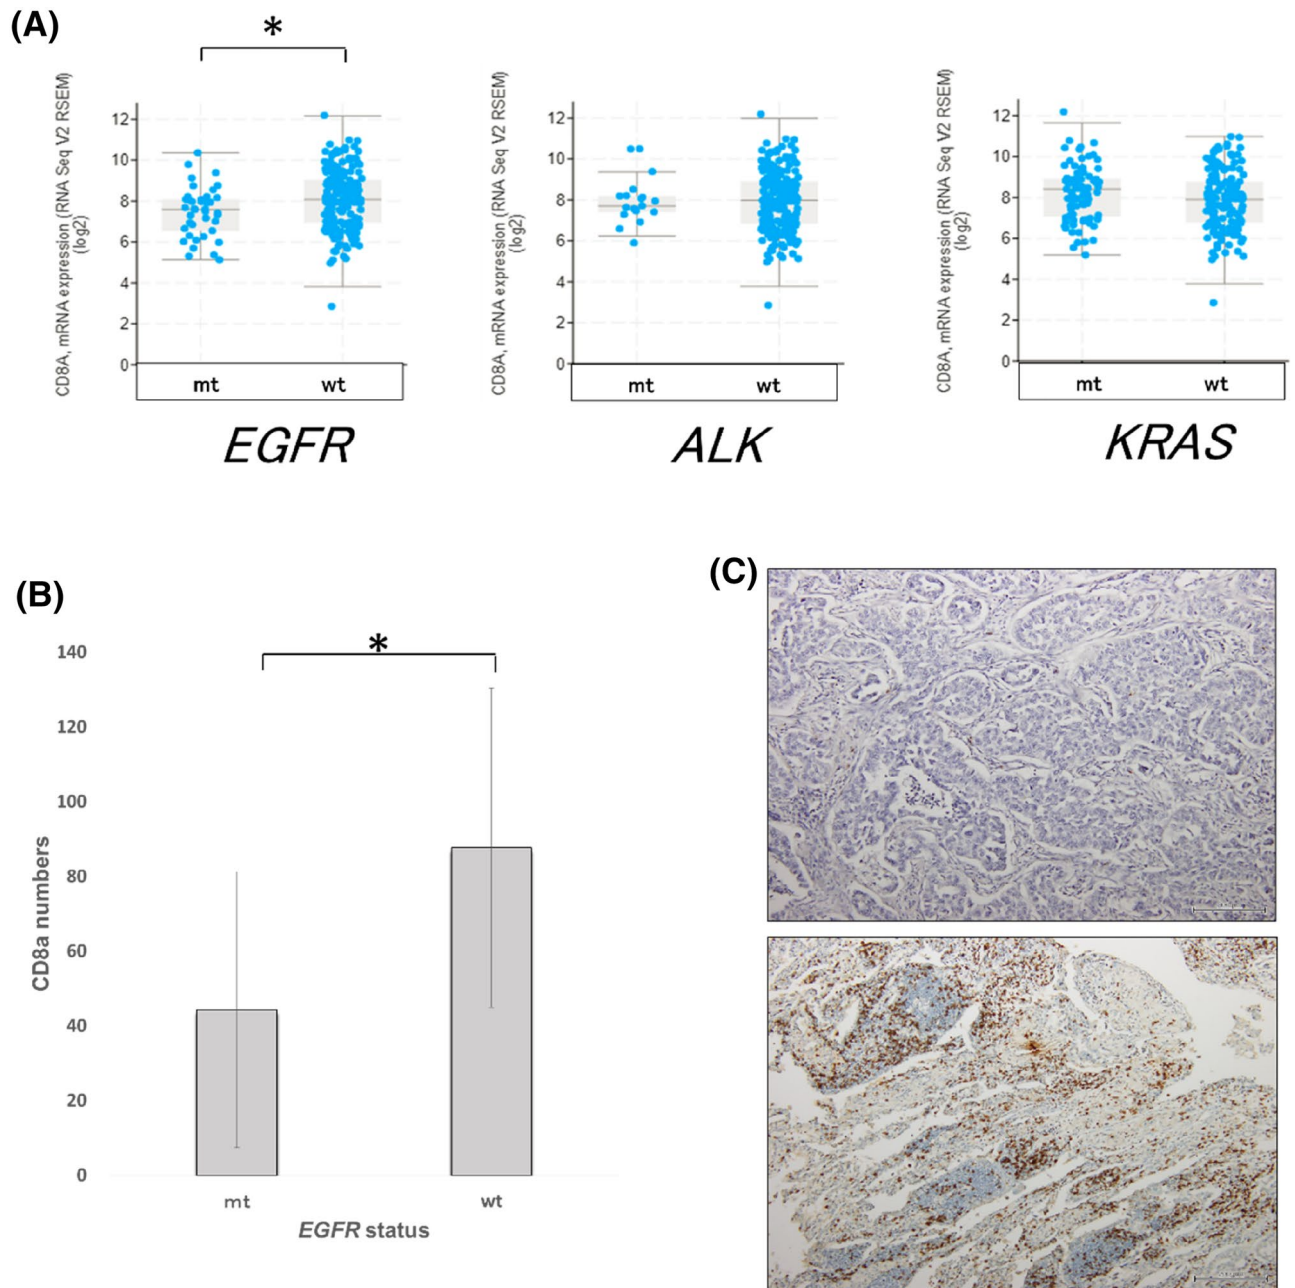 (A)
*
CD8A, mRNA expression (RNA Seq V2 RSEM)
(log2)
12
10
8
6
4
2
0
mt wt
EGFR
CD8A, mRNA expression (RNA Seq V2 RSEM)
(log2)
12
10
8
6
4
2
0
mt wt
ALK
CD8A, mRNA expression (RNA Seq V2 RSEM)
(log2)
12
10
8
6
4
2
0
mt wt
KRAS
(B)
*
CD8a numbers
140
120
100
80
60
40
20
0
mt wt
EGFR status
(C)